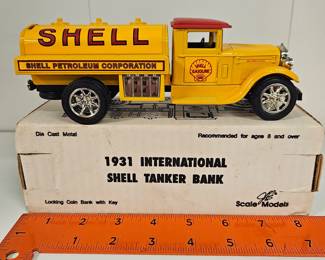 SHELL
SHELL PETROLEUM CORPORATION
SHELL
GASOLINE
Die Cast Metal
Recommended for ages 8 and over
1931 INTERNATIONAL
SHELL TANKER BANK
Locking Coin Bank with Key
Scale Models
1 2 3 4 5 6 7 8
1 2 3 4 5 6 7